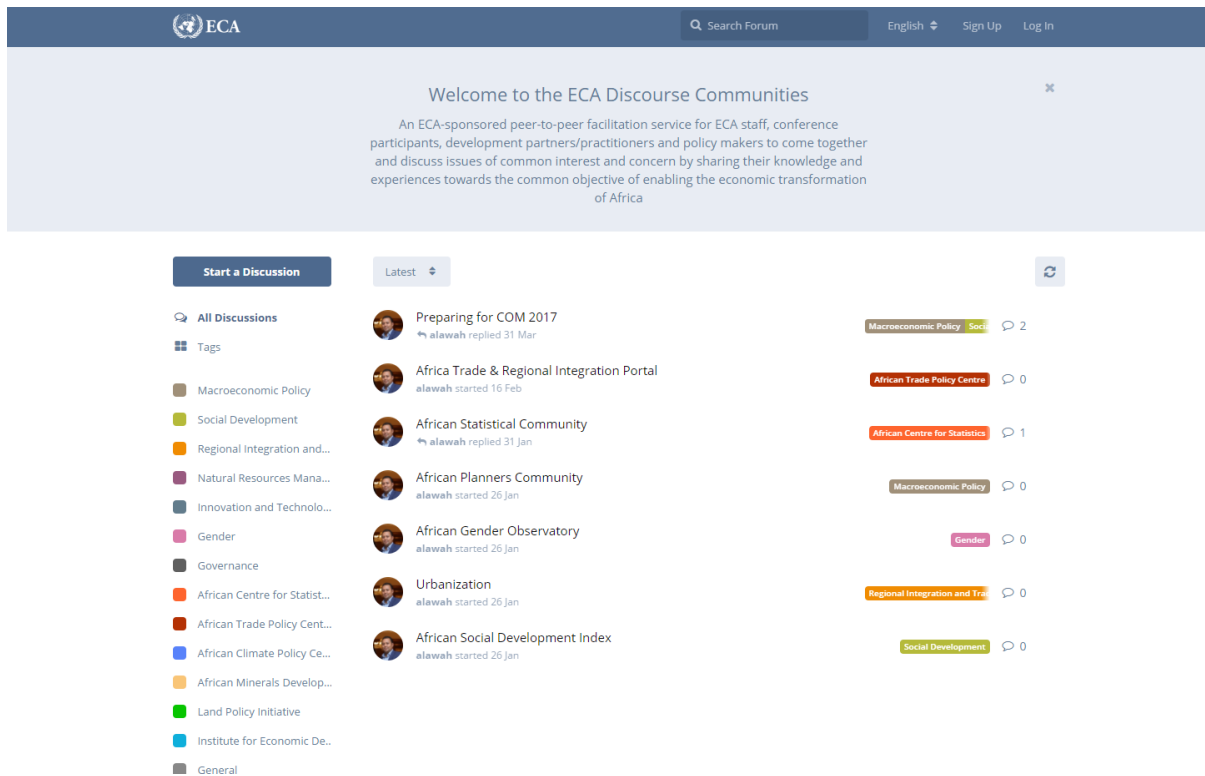 ECA
Search Forum
English
Sign Up
Log In
Welcome to the ECA Discourse Communities
An ECA-sponsored peer-to-peer facilitation service for ECA staff, conference
participants, development partners/practitioners and policy makers to come together
and discuss issues of common interest and concern by sharing their knowledge and
experiences towards the common objective of enabling the economic transformation
of Africa
Start a Discussion
Latest
All Discussions
Tags
Macroeconomic Policy
Social Development
Regional Integration and...
Natural Resources Mana...
Innovation and Technolo...
Gender
Governance
African Centre for Statist...
African Trade Policy Cent...
African Climate Policy Ce...
African Minerals Develop...
Land Policy Initiative
Institute for Economic De..
General
Preparing for COM 2017
alawah replied 31 Mar
Macroeconomic Policy
2
Africa Trade & Regional Integration Portal
alawah started 16 Feb
African Trade Policy Centre
0
African Statistical Community
alawah replied 31 Jan
African Centre for Statistics
1
African Planners Community
alawah started 26 Jan
Macroeconomic Policy
0
African Gender Observatory
alawah started 26 Jan
Gender
0
Urbanization
alawah started 26 Jan
Regional Integration and
0
African Social Development Index
alawah started 26 Jan
Social Development
0